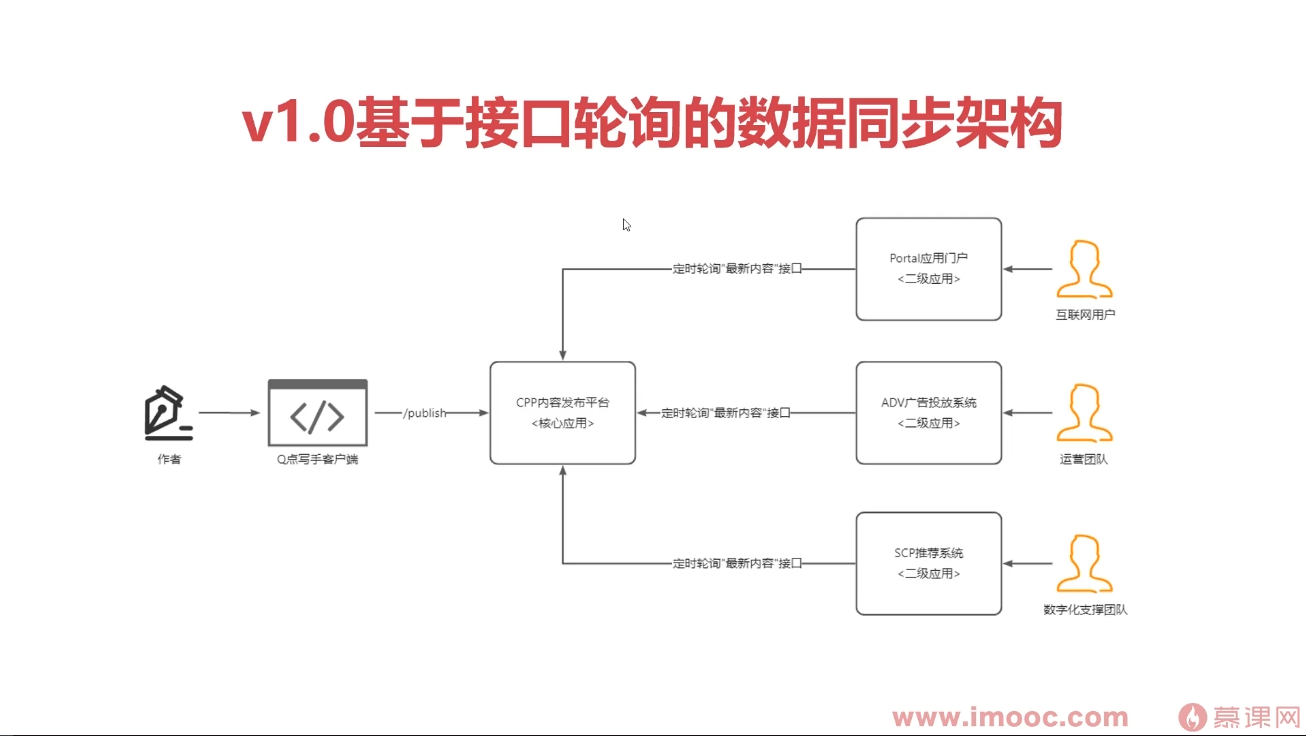 v1.0基于接口轮询的数据同步架构
定时轮询"最新内容"接口
Portal应用门户
<二级应用>
互联网用户
作者
</>
Q点写手客户端
/publish
CPP内容发布平台
<核心应用>
定时轮询"最新内容"接口
ADV广告投放系统
<二级应用>
运营团队
定时轮询"最新内容"接口
SCP推荐系统
<二级应用>
数字化支撑团队
www.imooc.com
慕课网